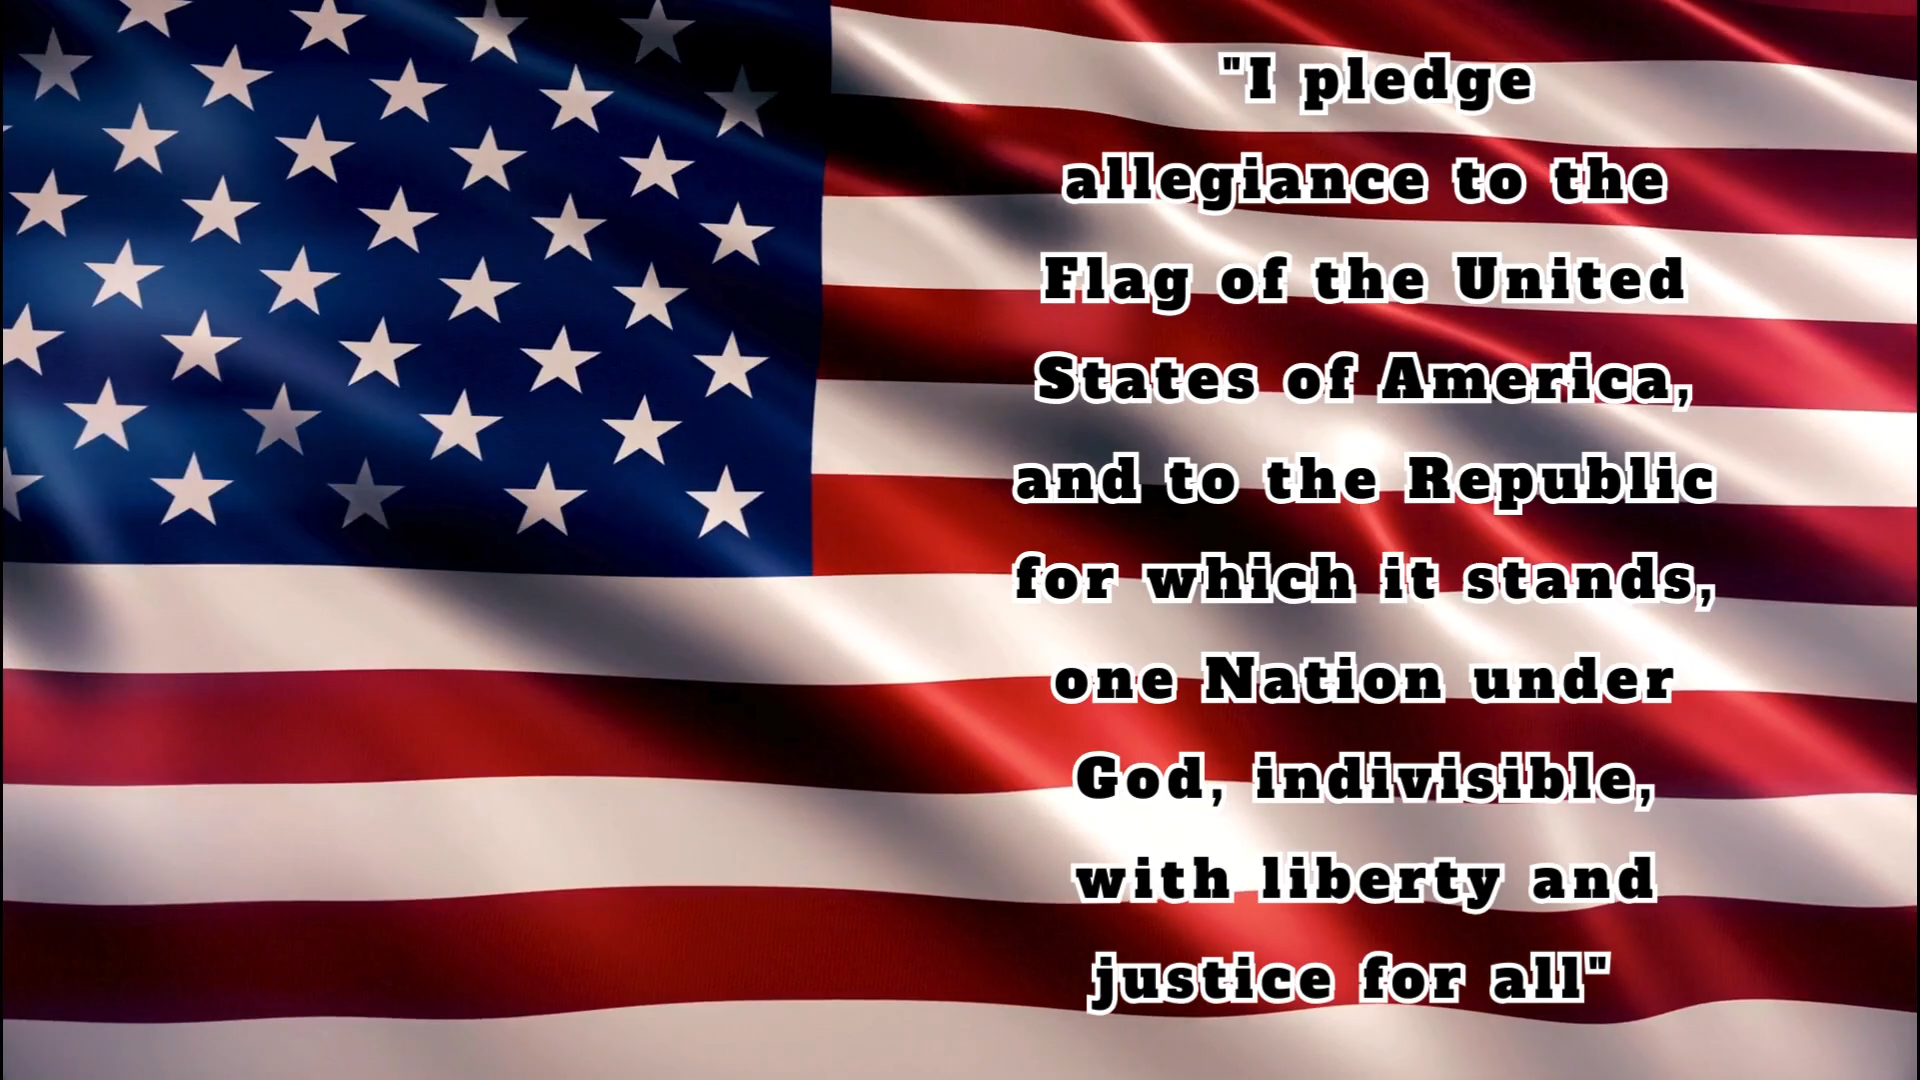 "I pledge
allegiance to the
Flag of the United
States of America,
and to the Republic
for which it stands,
one Nation under
God, indivisible,
with liberty and
justice for all"